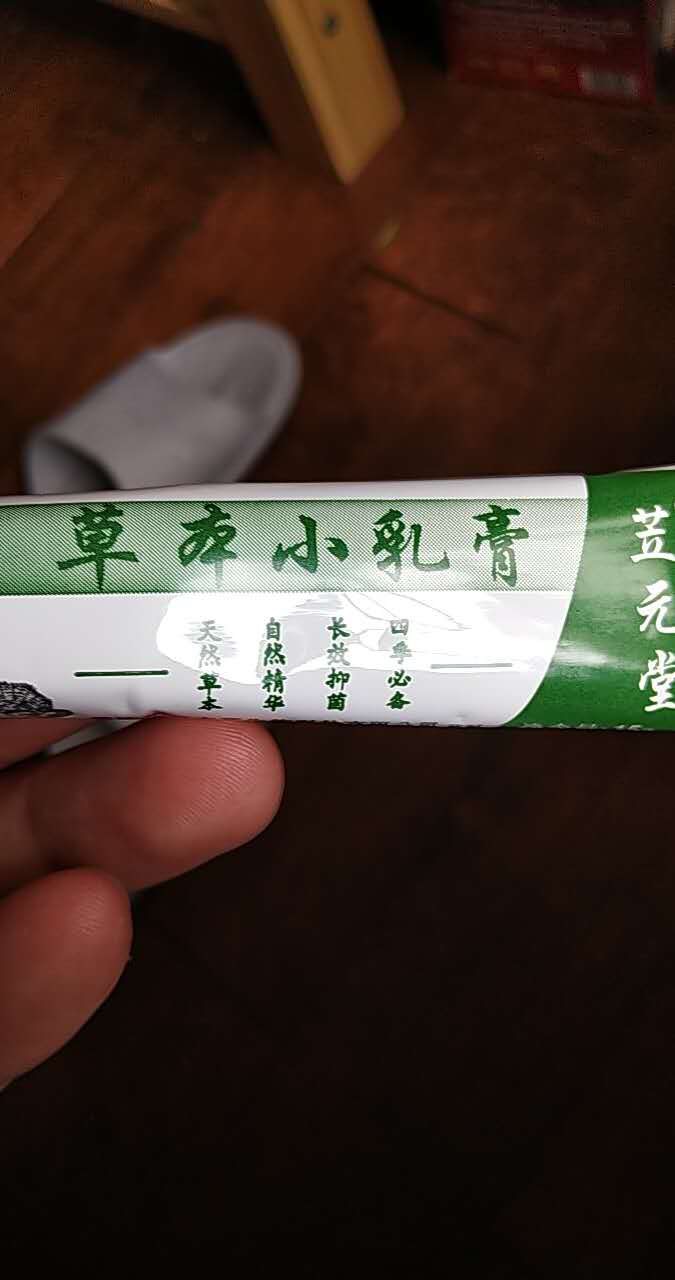 草本小乳膏
天然草本
自然精华
长效抑菌
四季必备
苙元堂